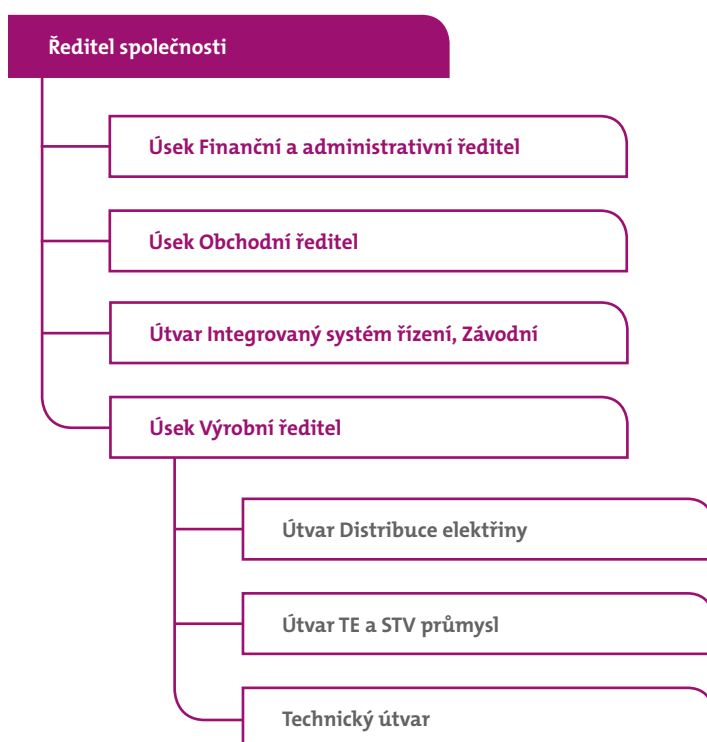 Ředitel společnosti
Úsek Finanční a administrativní ředitel
Úsek Obchodní ředitel
Útvar Integrovaný systém řízení, Závodní
Úsek Výrobní ředitel
Útvar Distribuce elektřiny
Útvar TE a STV průmysl
Technický útvar